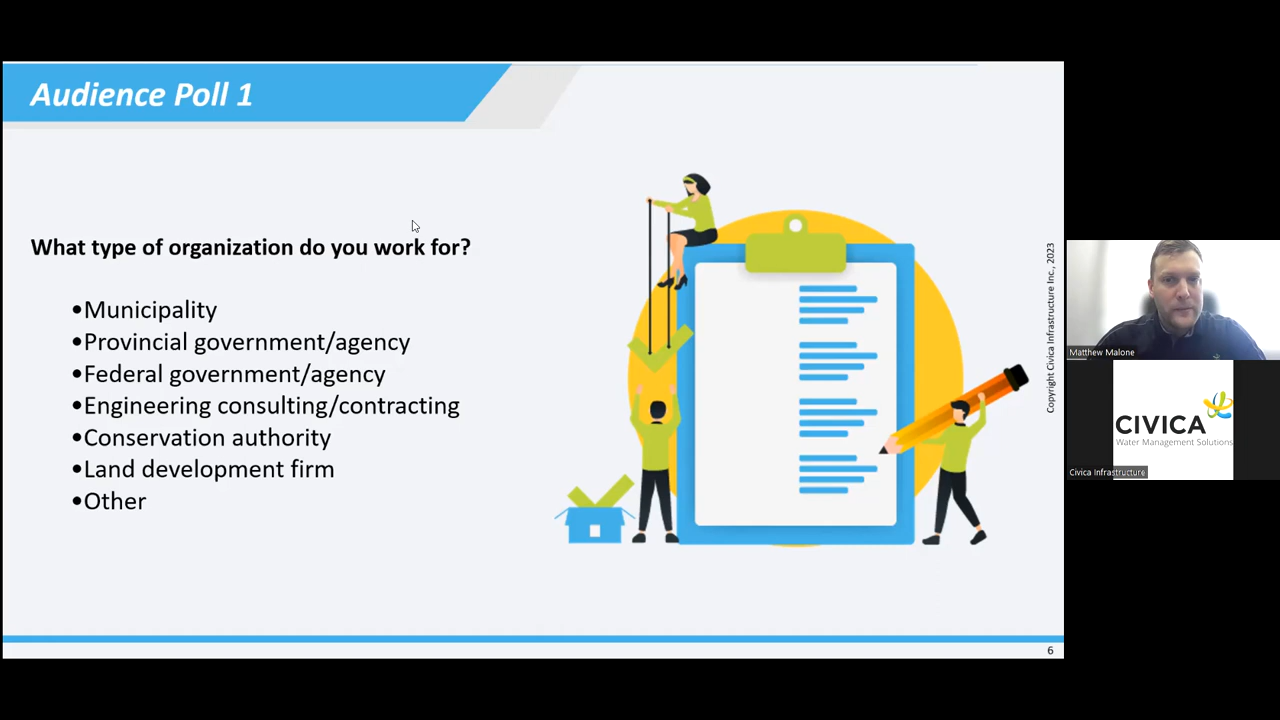 Audience Poll 1
What type of organization do you work for?
•Municipality
•Provincial government/agency
•Federal government/agency
•Engineering consulting/contracting
•Conservation authority
•Land development firm
•Other
Copyright Civica Infrastructure Inc., 2023
6
Matthew Malone
CIVICA
Water Management Solutions
Civica Infrastructure